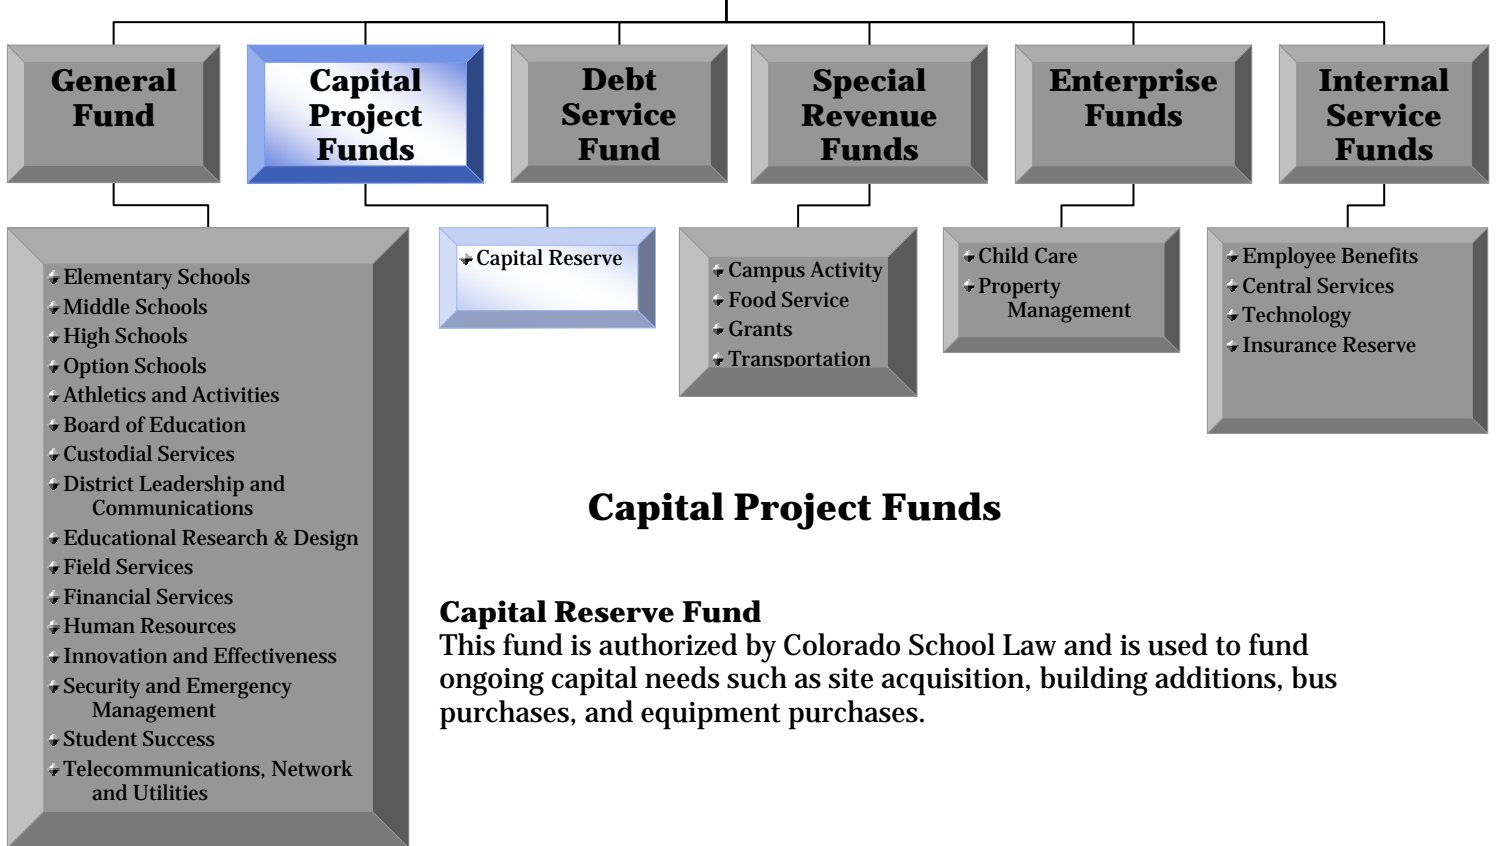 General
Fund
Capital
Project
Funds
Debt
Service
Fund
Special
Revenue
Funds
Enterprise
Funds
Internal
Service
Funds
Elementary Schools
Middle Schools
High Schools
Option Schools
Athletics and Activities
Board of Education
Custodial Services
District Leadership and
Communications
Educational Research & Design
Field Services
Financial Services
Human Resources
Innovation and Effectiveness
Security and Emergency
Management
Student Success
Telecommunications, Network
and Utilities
Capital Reserve
Campus Activity
Food Service
Grants
Transportation
Child Care
Property
Management
Employee Benefits
Central Services
Technology
Insurance Reserve
Capital Project Funds
Capital Reserve Fund
This fund is authorized by Colorado School Law and is used to fund
ongoing capital needs such as site acquisition, building additions, bus
purchases, and equipment purchases.